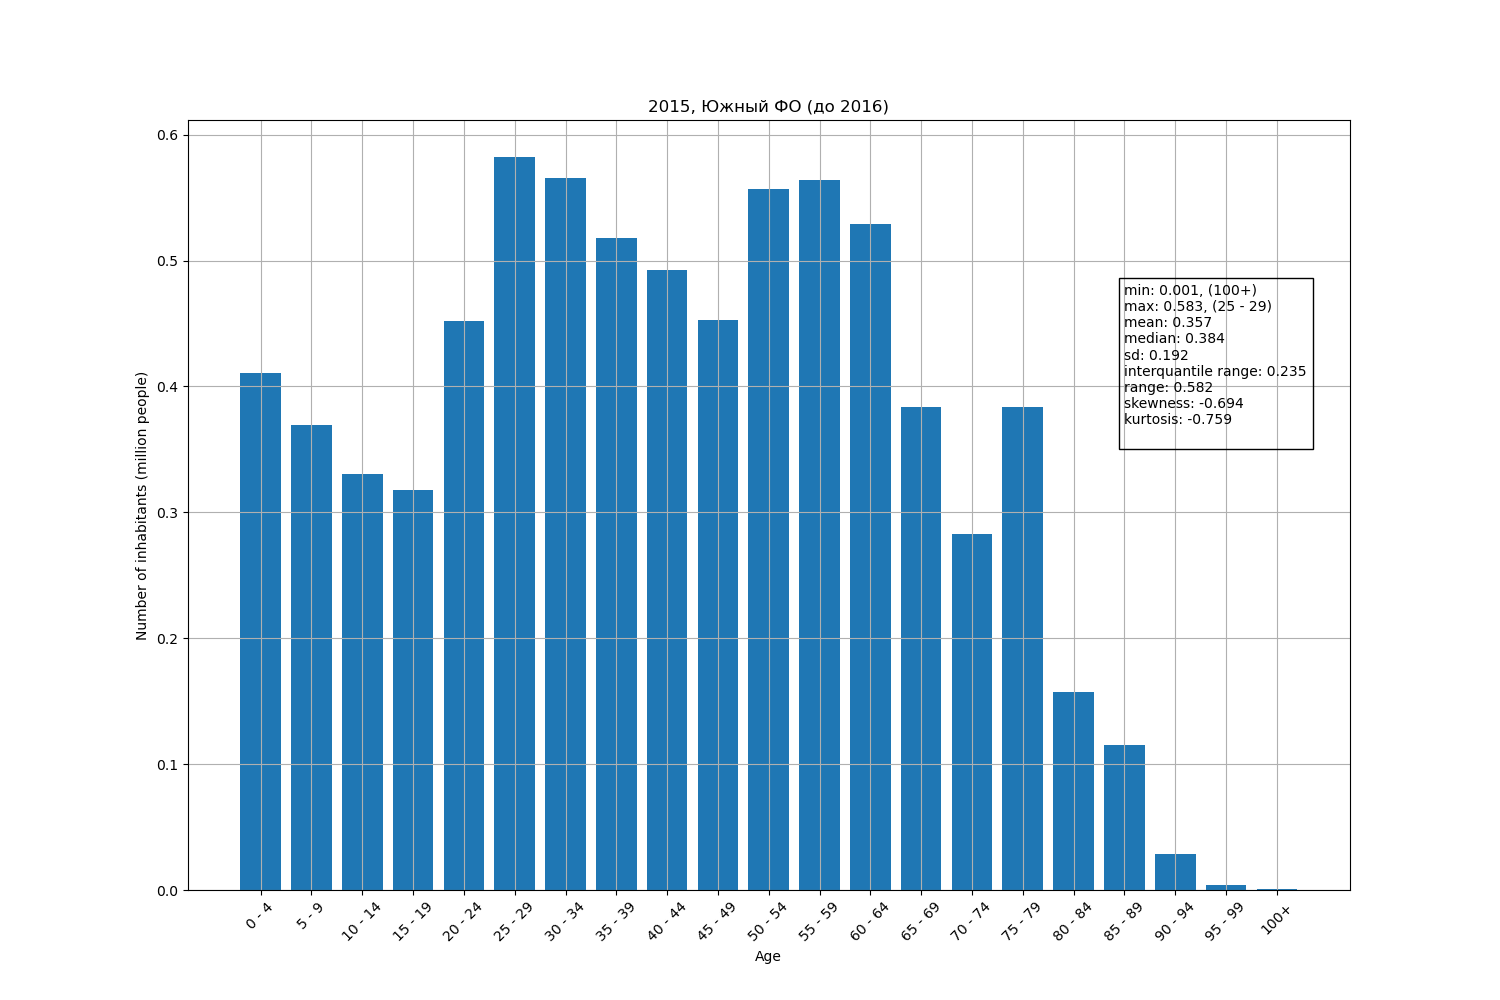 2015, Южный ФО (до 2016)
Number of inhabitants (million people)
0.6
0.5
0.4
0.3
0.2
0.1
0.0
min: 0.001, (100+)
max: 0.583, (25 - 29)
mean: 0.357
median: 0.384
sd: 0.192
interquantile range: 0.235
range: 0.582
skewness: -0.694
kurtosis: -0.759
0 - 4
5 - 9
10 - 14
15 - 19
20 - 24
25 - 29
30 - 34
35 - 39
40 - 44
45 - 49
50 - 54
55 - 59
60 - 64
65 - 69
70 - 74
75 - 79
80 - 84
85 - 89
90 - 94
95 - 99
100+
Age